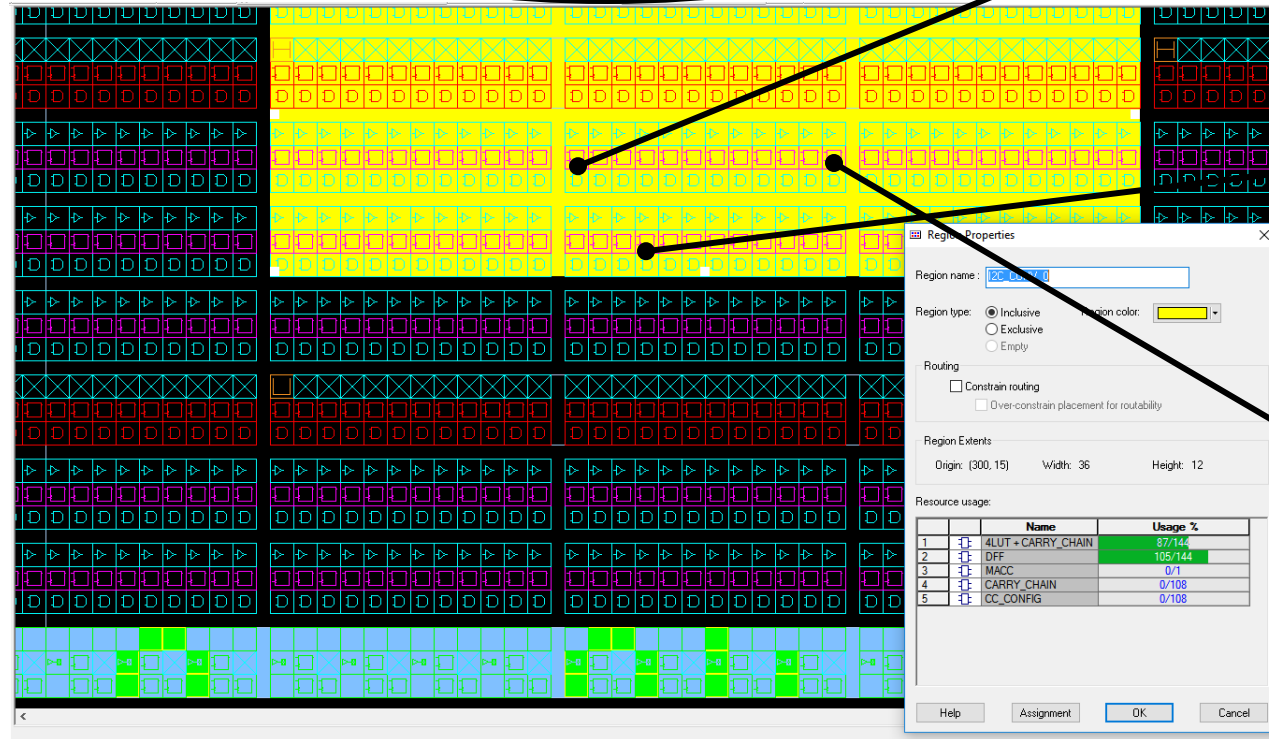 Region Properties
Region name :
Region type:
Inclusive
Region color:
Exclusive
Empty
Routing
Constrain routing
Over-constrain placement for routability
Region Extents
Origin: (300, 15) Width: 36 Height: 12
Resource usage:
Name Usage %
1 4LUT + CARRY_CHAIN 87/144
2 DFF 105/144
3 MACC 0/1
4 CARRY_CHAIN 0/108
5 CC_CONFIG 0/108
Help Assignment OK Cancel